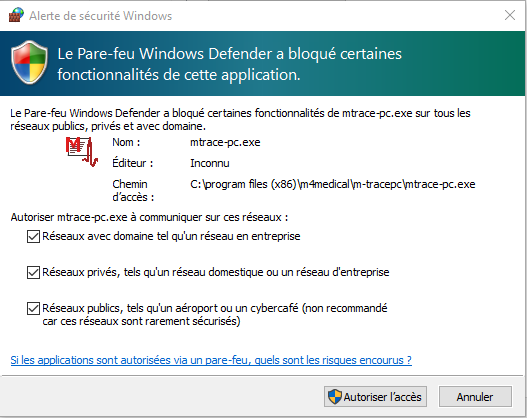 Alerte de sécurité Windows
Le Pare-feu Windows Defender a bloqué certaines
fonctionnalités de cette application.
Le Pare-feu Windows Defender a bloqué certaines fonctionnalités de mtrace-pc.exe sur tous les
réseaux publics, privés et avec domaine.
Nom : mtrace-pc.exe
Éditeur : Inconnu
Chemin C:\program files (x86)\m4medical\m-tracepc\mtrace-pc.exe
d'accès :
Autoriser mtrace-pc.exe à communiquer sur ces réseaux :
Réseaux avec domaine tel qu'un réseau en entreprise
Réseaux privés, tels qu'un réseau domestique ou un réseau d'entreprise
Réseaux publics, tels qu'un aéroport ou un cybercafé (non recommandé
car ces réseaux sont rarement sécurisés)
Si les applications sont autorisées via un pare-feu, quels sont les risques encourus ?
Autoriser l'accès Annuler